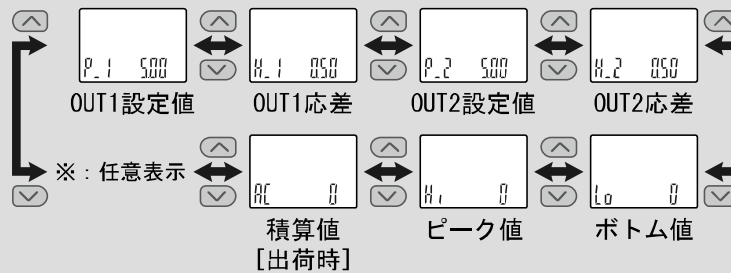 P_1 5.00
H_1 0.50
P_2 5.00
H_2 0.50
OUT1設定値
OUT1応差
OUT2設定値
OUT2応差
※:任意表示
AC 0
Hi 0
Lo 0
積算値
[出荷時]
ピーク値
ボトム値